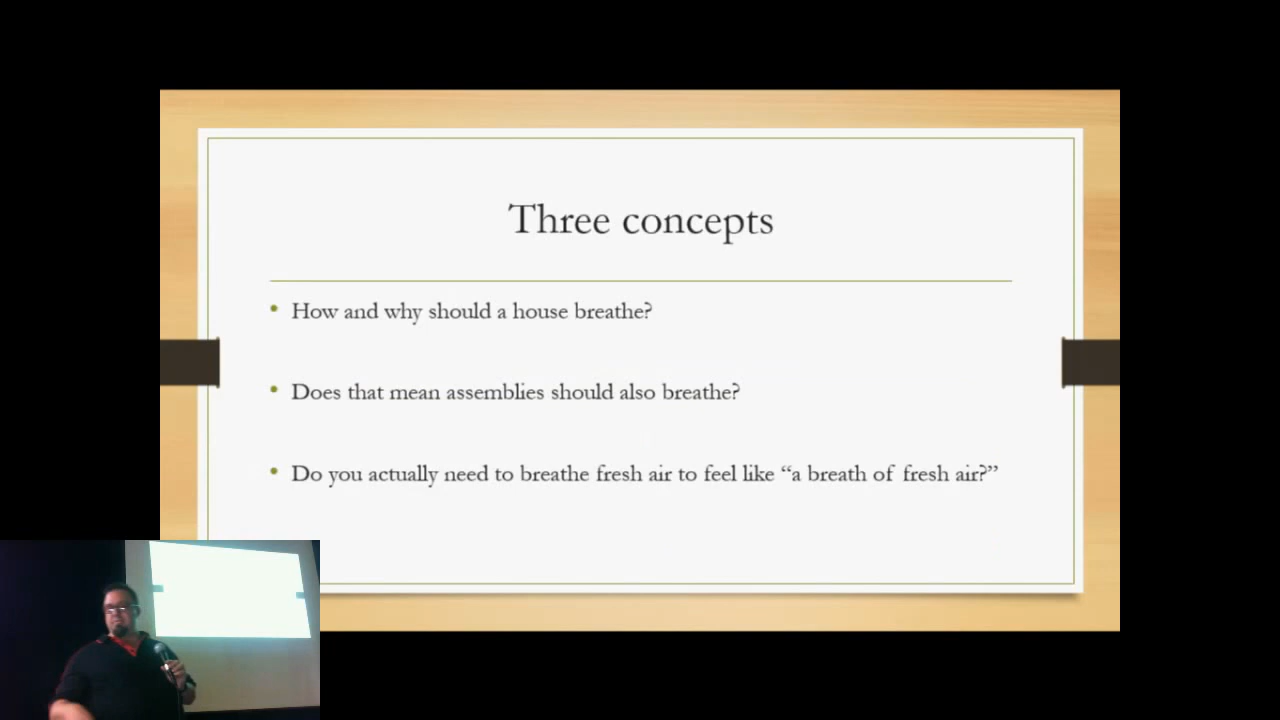 Three concepts
How and why should a house breathe?
Does that mean assemblies should also breathe?
Do you actually need to breathe fresh air to feel like “a breath of fresh air?”